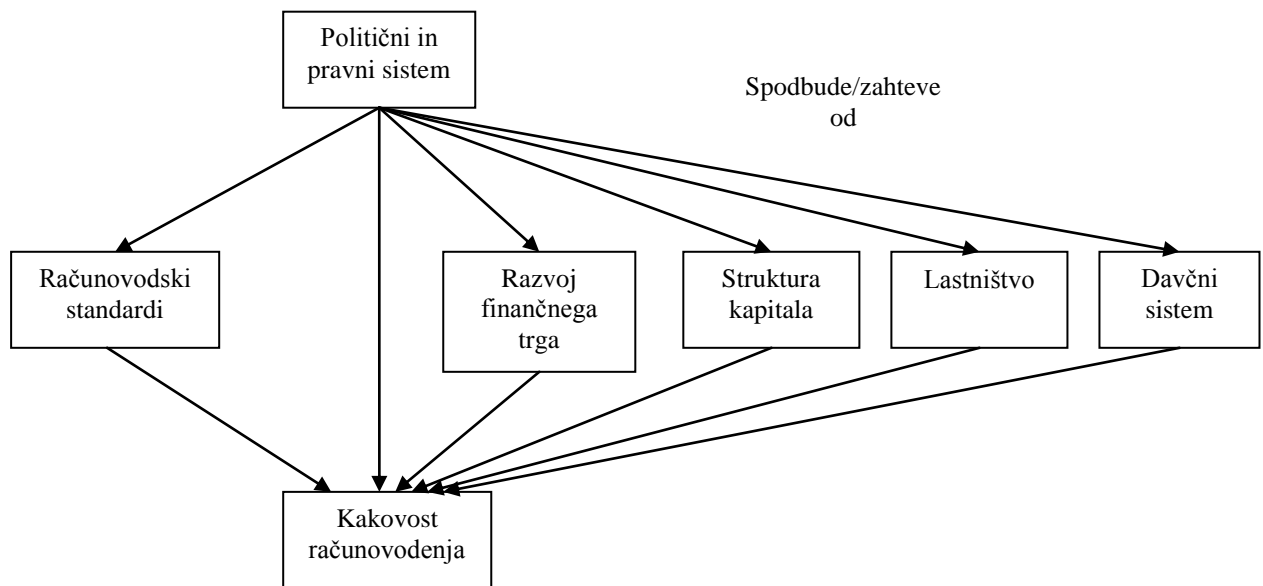 Politični in
pravni sistem
Spodbude/zahteve
od
Računovodski
standardi
Razvoj
finančnega
trga
Struktura
kapitala
Lastništvo
Davčni
sistem
Kakovost
računovodenja